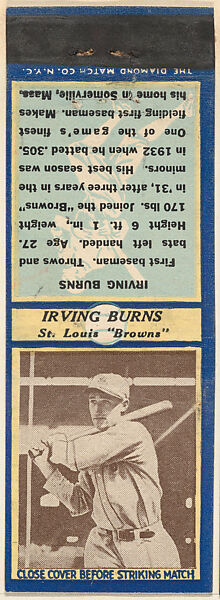 THE DIAMOND MATCH CO. N.Y.C.
IRVING BURNS
First baseman. Throws and
bats left handed. Age, 27.
Height 6 ft. 1 in., weight
170 lbs. Joined the "Browns"
in '31, after three years in the
minors. His best season was
in 1932 when he batted .305.
One of the game's finest
fielding first baseman. Makes
his home in Somerville, Mass.
IRVING BURNS
St. Louis "Browns"
CLOSE COVER BEFORE STRIKING MATCH